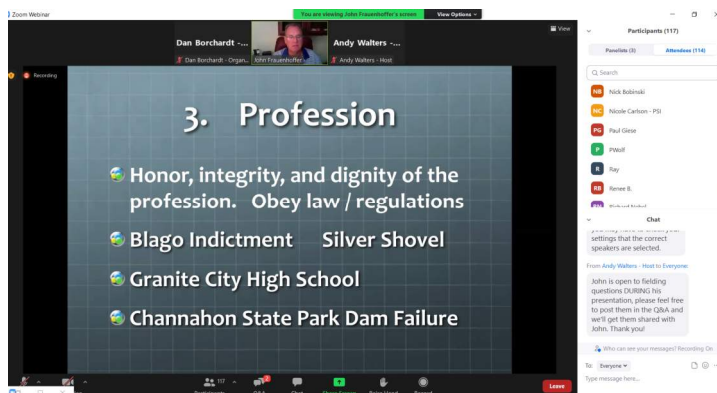 Zoom Webinar
You are viewing John Frauenhoffer's screen
View Options
View
Dan Borchardt -...
Andy Walters -...
Dan Borchardt - Organ...
John Frauenhoffer
Andy Walters - Host
Recording
3. Profession
Honor, integrity, and dignity of the
profession. Obey law / regulations
Blago Indictment Silver Shovel
Granite City High School
Channahon State Park Dam Failure
117
2
Participants
Q&A
Chat
Share Screen
Raise Hand
Record
Leave
Participants (117)
Panelists (3)
Attendees (114)
Search
NB Nick Bobinski
NC Nicole Carlson - PSI
PG Paul Giese
P PWolf
R Ray
RB Renee B.
Chat
settings that the correct
speakers are selected.
From Andy Walters - Host to Everyone:
John is open to fielding
questions DURING his
presentation, please feel free
to post them in the Q&A and
we'll get them shared with
John. Thank you!
Who can see your messages? Recording On
To: Everyone
Type message here...